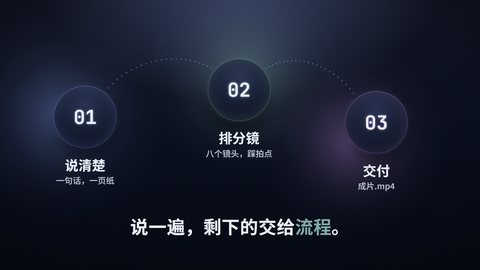 01
说清楚
一句话，一页纸
02
排分镜
八个镜头，踩拍点
03
交付
成片.mp4
说一遍，剩下的交给流程。